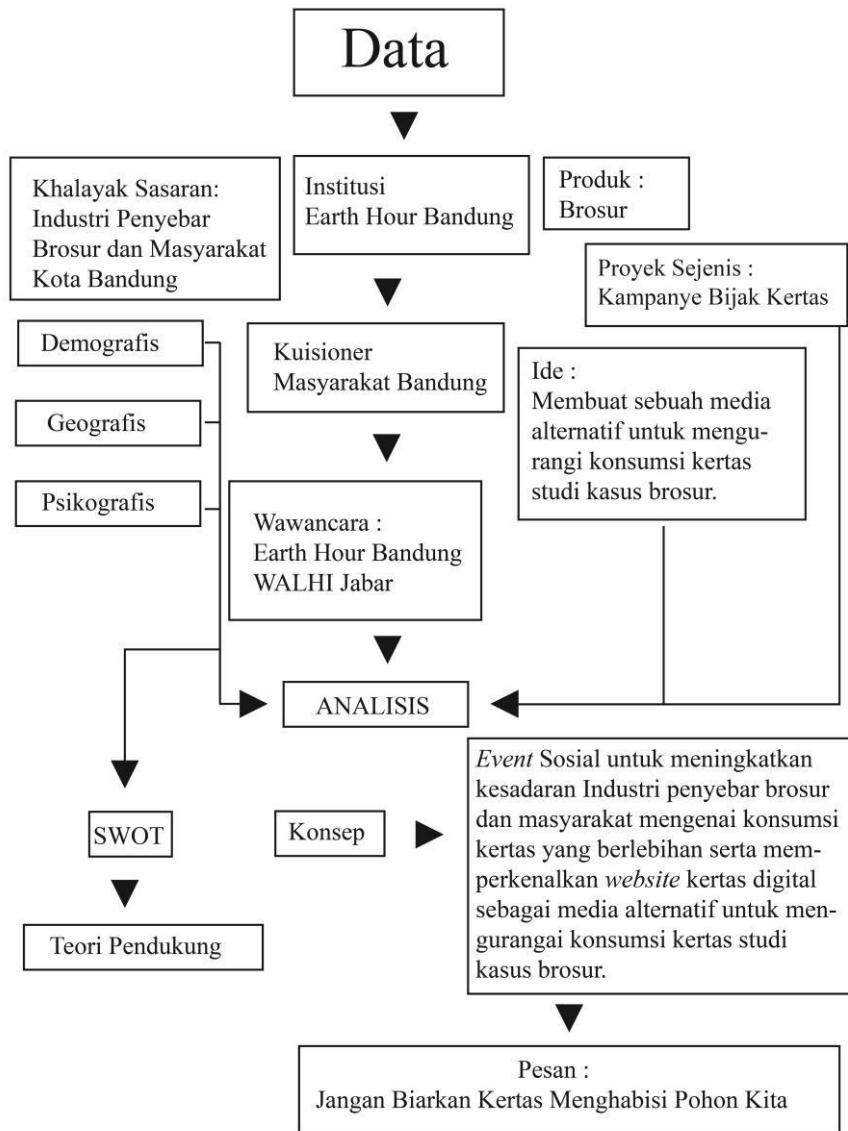 Data
Khalayak Sasaran:
Industri Penyebar
Brosur dan Masyarakat
Kota Bandung
Institusi
Earth Hour Bandung
Produk :
Brosur
Proyek Sejenis :
Kampanye Bijak Kertas
Demografis
Geografis
Psikografis
Kuisioner
Masyarakat Bandung
Ide :
Membuat sebuah media
alternatif untuk mengu-
rangi konsumsi kertas
studi kasus brosur.
Wawancara :
Earth Hour Bandung
WALHI Jabar
ANALISIS
SWOT
Teori Pendukung
Konsep
Event Sosial untuk meningkatkan
kesadaran Industri penyebar brosur
dan masyarakat mengenai konsumsi
kertas yang berlebihan serta mem-
perkenalkan website kertas digital
sebagai media alternatif untuk men-
gurangai konsumsi kertas studi
kasus brosur.
Pesan :
Jangan Biarkan Kertas Menghabisi Pohon Kita